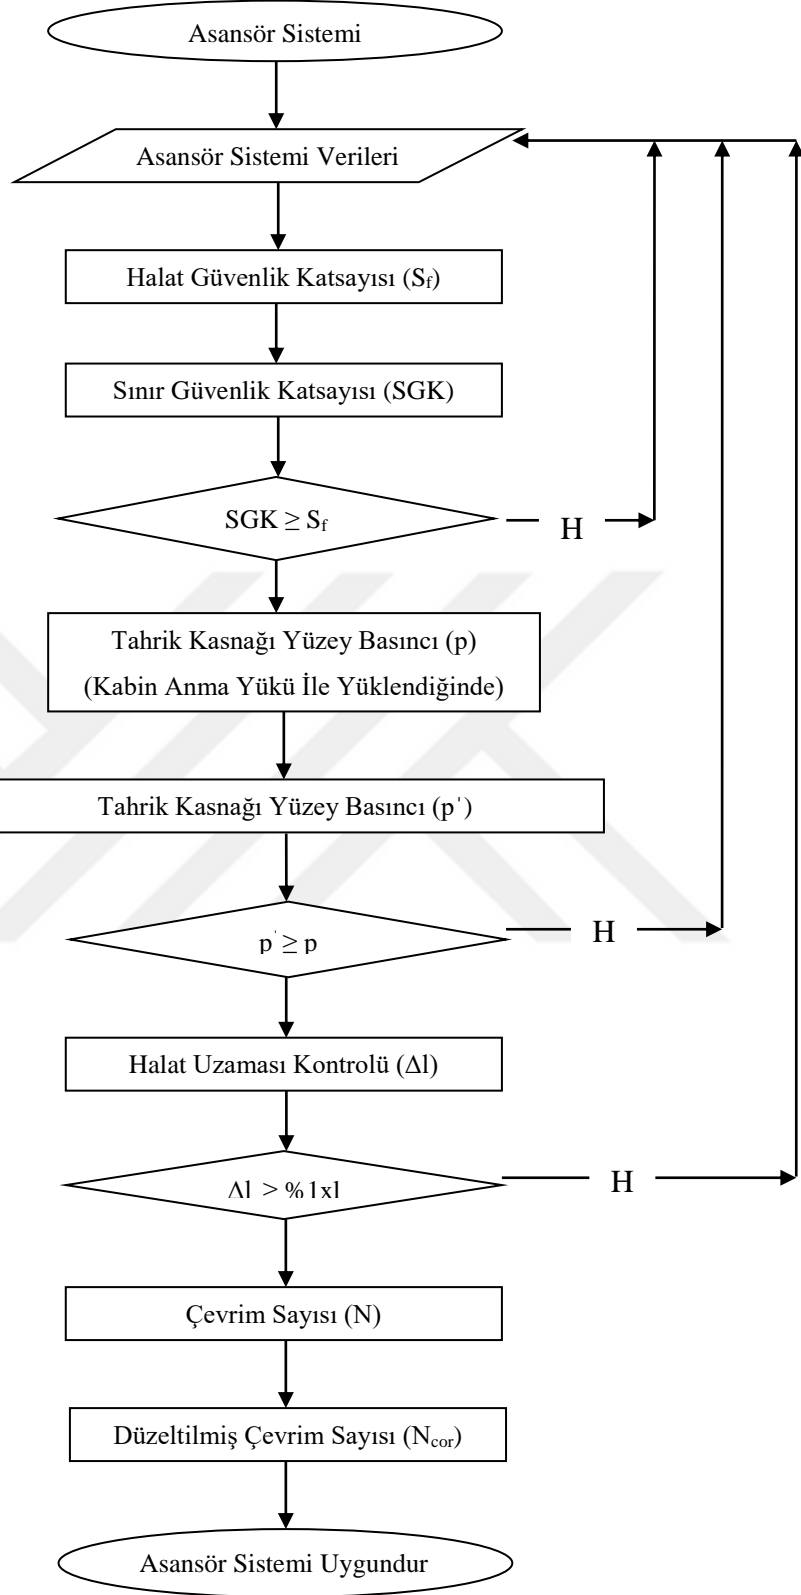 Asansör Sistemi
Asansör Sistemi Verileri
Halat Güvenlik Katsayısı (Sf)
Sınır Güvenlik Katsayısı (SGK)
SGK ≥ Sf
H
Tahrik Kasnağı Yüzey Basıncı (p)
(Kabin Anma Yükü İle Yüklendiğinde)
Tahrik Kasnağı Yüzey Basıncı (p')
p' ≥ p
H
Halat Uzaması Kontrolü (Δl)
Δl > %1xl
H
Çevrim Sayısı (N)
Düzeltilmiş Çevrim Sayısı (Ncor)
Asansör Sistemi Uygundur